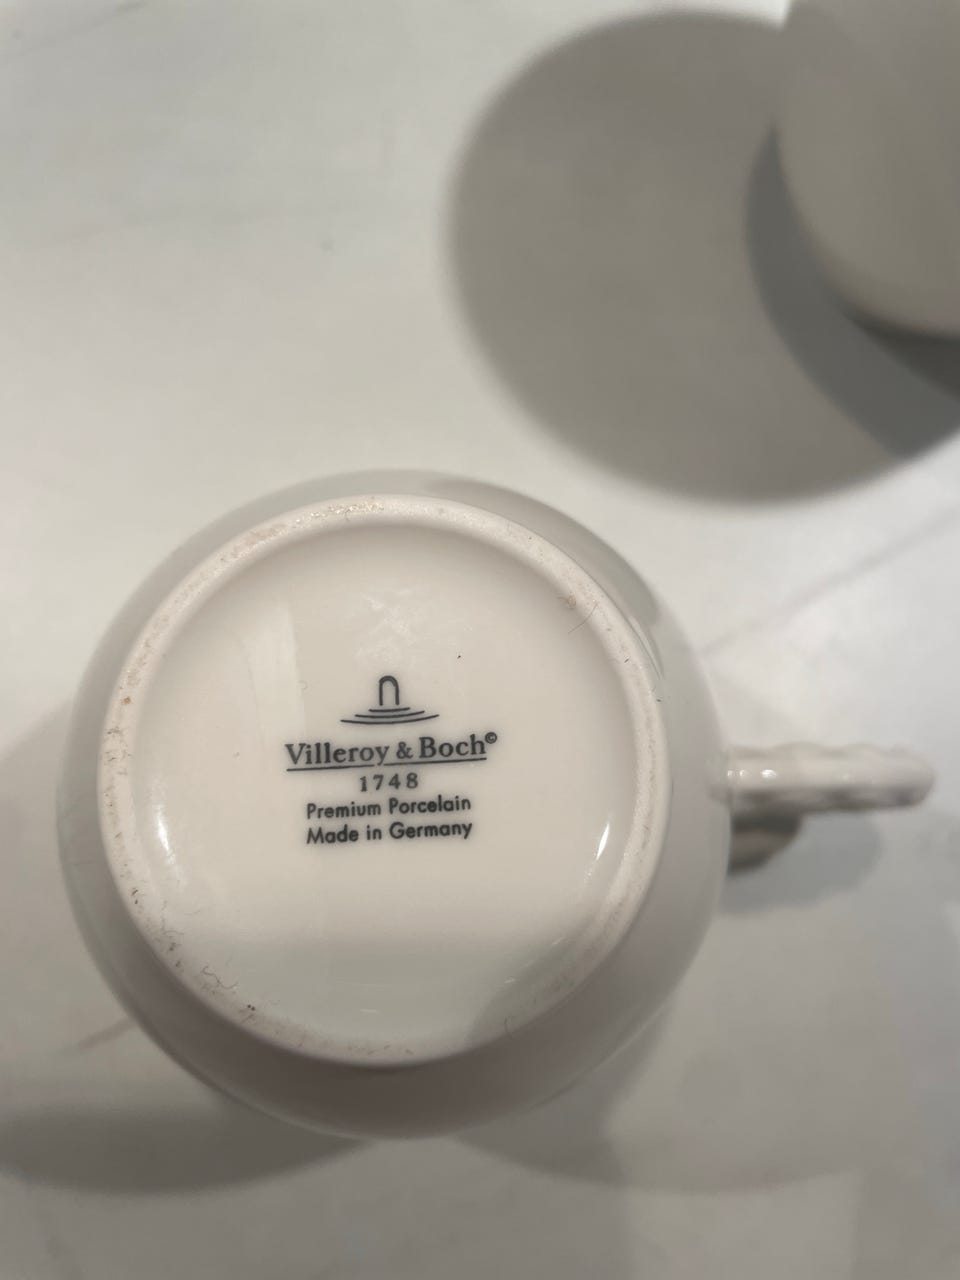 Villeroy & Boch©
1748
Premium Porcelain
Made in Germany